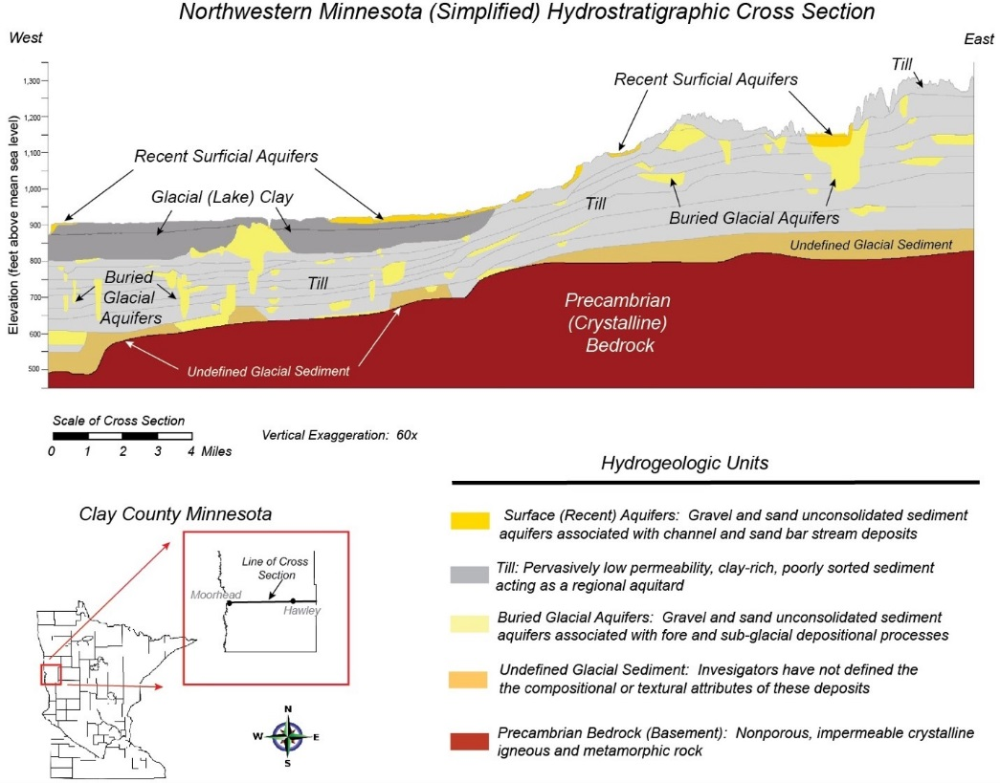 Northwestern Minnesota (Simplified) Hydrostratigraphic Cross Section
West
East
Elevation (feet above mean sea level)
1,300
1,200
1,100
1,000
900
800
700
600
500
Till
Recent Surficial Aquifers
Recent Surficial Aquifers
Glacial (Lake) Clay
Till
Buried Glacial Aquifers
Undefined Glacial Sediment
Buried
Glacial
Aquifers
Till
Precambrian
(Crystalline)
Bedrock
Undefined Glacial Sediment
Scale of Cross Section
0 1 2 3 4 Miles
Vertical Exaggeration: 60x
Hydrogeologic Units
Surface (Recent) Aquifers: Gravel and sand unconsolidated sediment
aquifers associated with channel and sand bar stream deposits
Till: Pervasively low permeability, clay-rich, poorly sorted sediment
acting as a regional aquitard
Buried Glacial Aquifers: Gravel and sand unconsolidated sediment
aquifers associated with fore and sub-glacial depositional processes
Undefined Glacial Sediment: Invesigators have not defined the
the compositional or textural attributes of these deposits
Precambrian Bedrock (Basement): Nonporous, impermeable crystalline
igneous and metamorphic rock
Clay County Minnesota
Line of Cross
Section
Moorhead
Hawley
N
W E
S